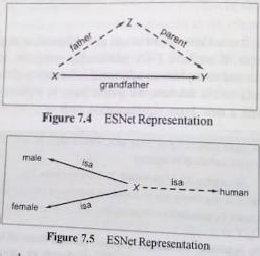 Z
father
parent
X
Y
grandfather
Figure 7.4 ESNet Representation
male
isa
isa
X
human
female
isa
Figure 7.5 ESNet Representation